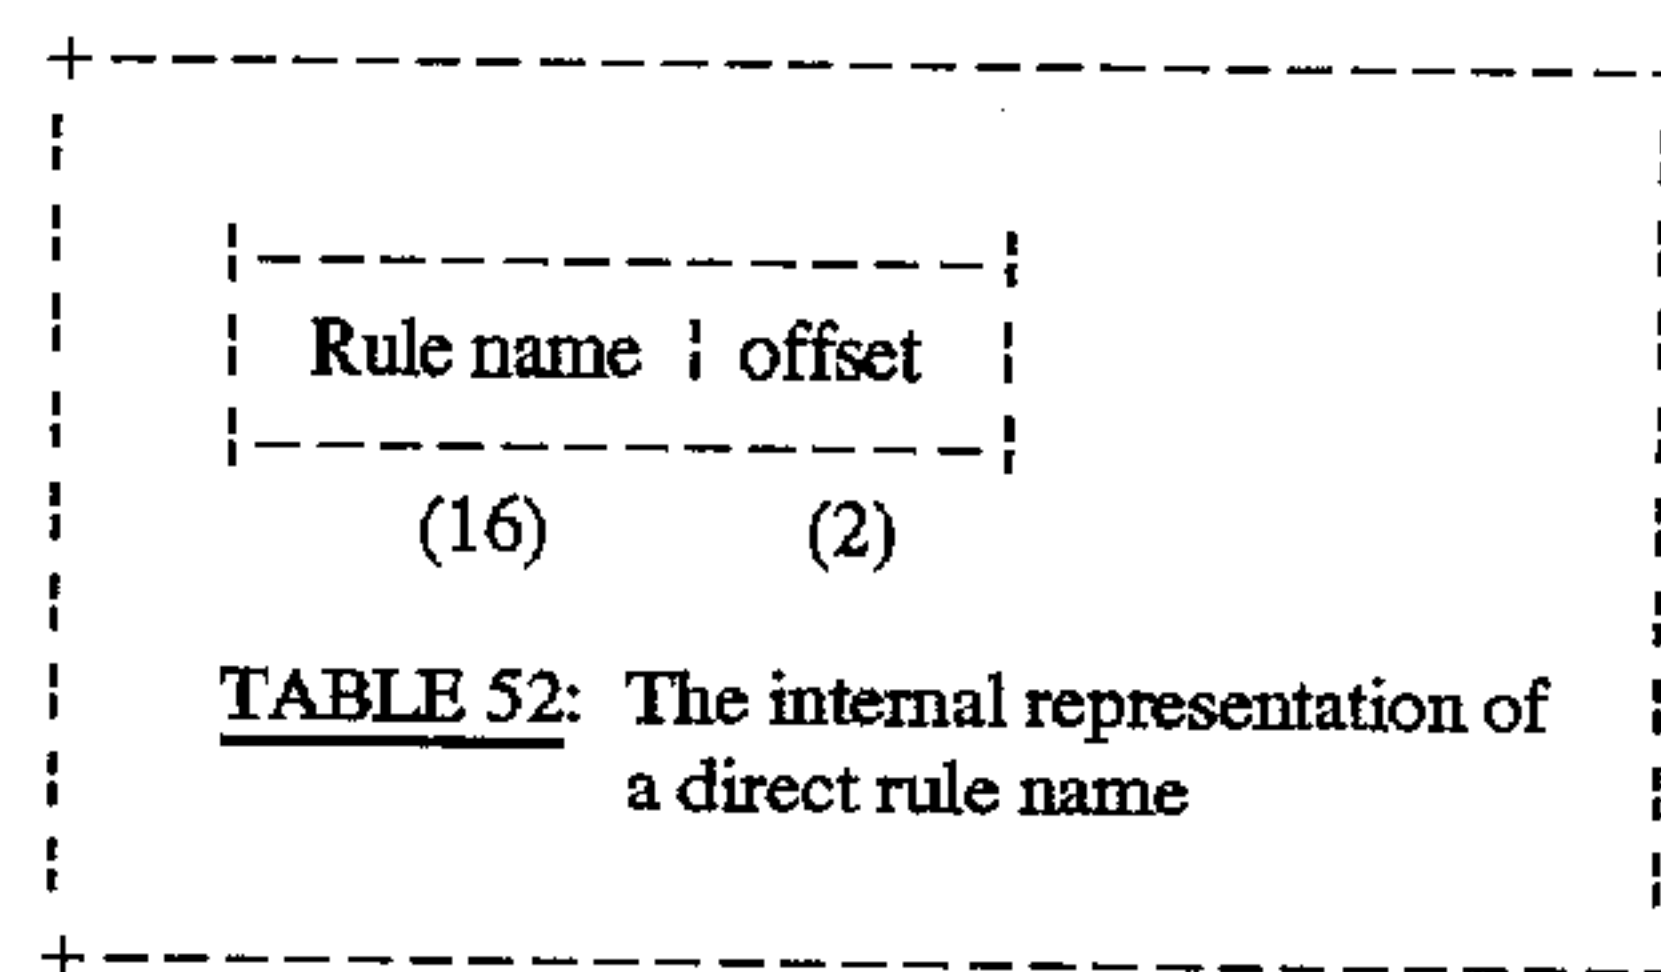 Rule name ¦ offset
(16) (2)
TABLE 52: The internal representation of
a direct rule name